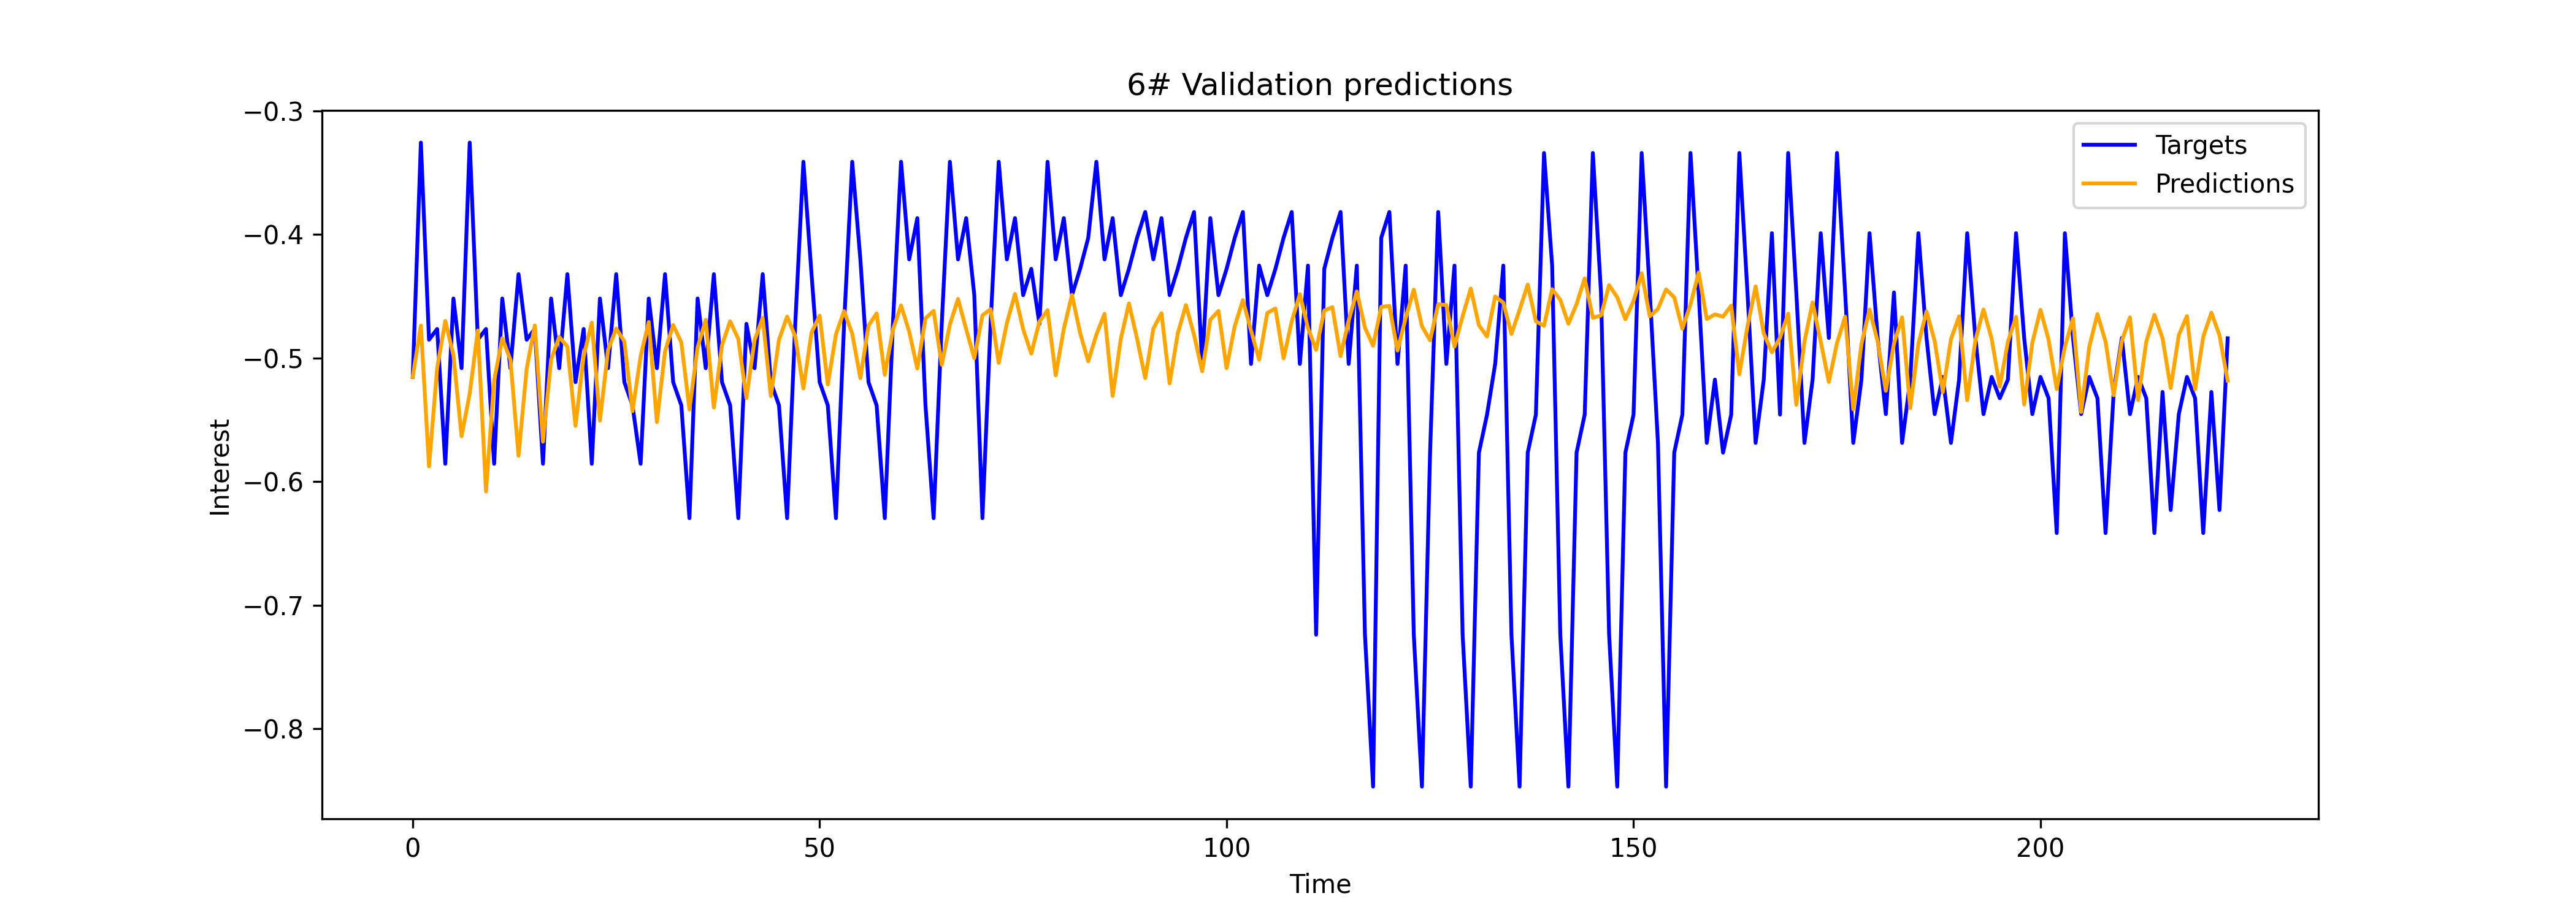 6# Validation predictions
Targets
Predictions
Interest
−0.3
−0.4
−0.5
−0.6
−0.7
−0.8
0
50
100
150
200
Time